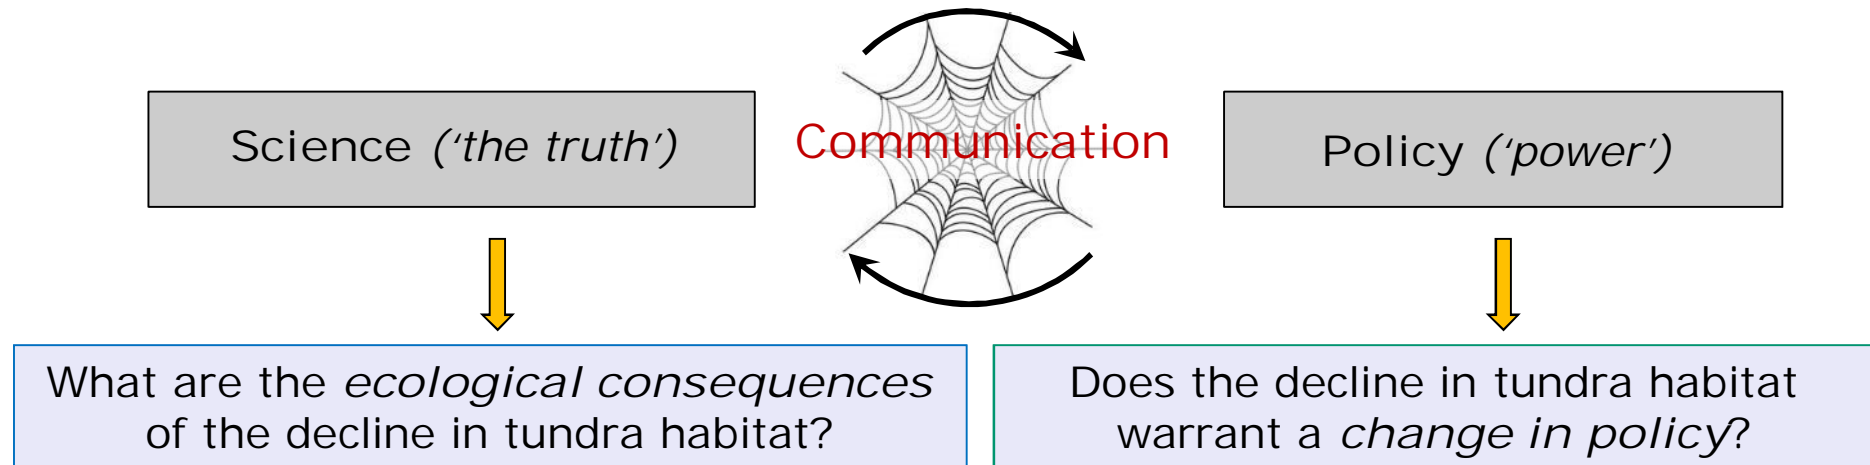 Science (‘the truth’)
Communication
Policy (‘power’)
What are the ecological consequences
of the decline in tundra habitat?
Does the decline in tundra habitat
warrant a change in policy?